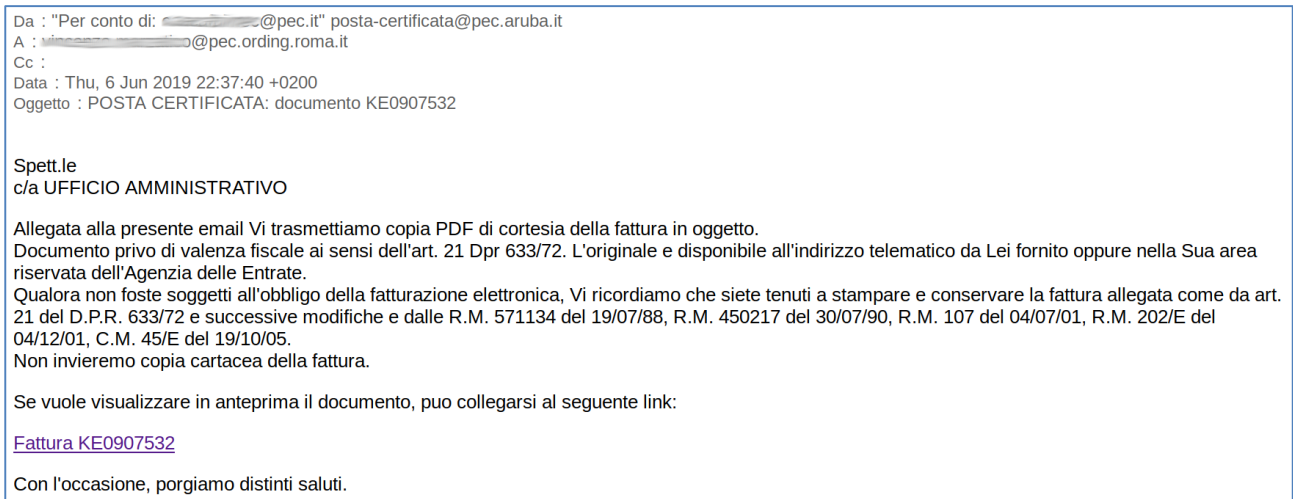 Da : "Per conto di: @pec.it" posta-certificata@pec.aruba.it
A : @pec.ording.roma.it
Cc :
Data : Thu, 6 Jun 2019 22:37:40 +0200
Oggetto : POSTA CERTIFICATA: documento KE0907532
Spett.le
c/a UFFICIO AMMINISTRATIVO
Allegata alla presente email Vi trasmettiamo copia PDF di cortesia della fattura in oggetto.
Documento privo di valenza fiscale ai sensi dell'art. 21 Dpr 633/72. L'originale e disponibile all'indirizzo telematico da Lei fornito oppure nella Sua area
riservata dell'Agenzia delle Entrate.
Qualora non foste soggetti all'obbligo della fatturazione elettronica, Vi ricordiamo che siete tenuti a stampare e conservare la fattura allegata come da art.
21 del D.P.R. 633/72 e successive modifiche e dalle R.M. 571134 del 19/07/88, R.M. 450217 del 30/07/90, R.M. 107 del 04/07/01, R.M. 202/E del
04/12/01, C.M. 45/E del 19/10/05.
Non invieremo copia cartacea della fattura.
Se vuole visualizzare in anteprima il documento, puo collegarsi al seguente link:
Fattura KE0907532
Con l'occasione, porgiamo distinti saluti.